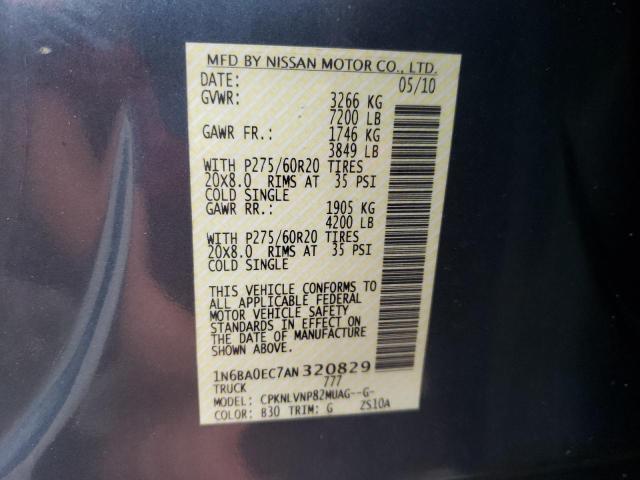 MFD BY NISSAN MOTOR CO., LTD.
DATE: 05/10
GVWR: 3266 KG
7200 LB
GAWR FR.: 1746 KG
3849 LB
WITH P275/60R20 TIRES
20X8.0 RIMS AT 35 PSI
COLD SINGLE
GAWR RR.: 1905 KG
4200 LB
WITH P275/60R20 TIRES
20X8.0 RIMS AT 35 PSI
COLD SINGLE
THIS VEHICLE CONFORMS TO
ALL APPLICABLE FEDERAL
MOTOR VEHICLE SAFETY
STANDARDS IN EFFECT ON
THE DATE OF MANUFACTURE
SHOWN ABOVE.
1N6BA0EC7AN320829
TRUCK 777
MODEL: CPKNLVNP82MUAG--G-
COLOR: B30 TRIM: G ZS10A